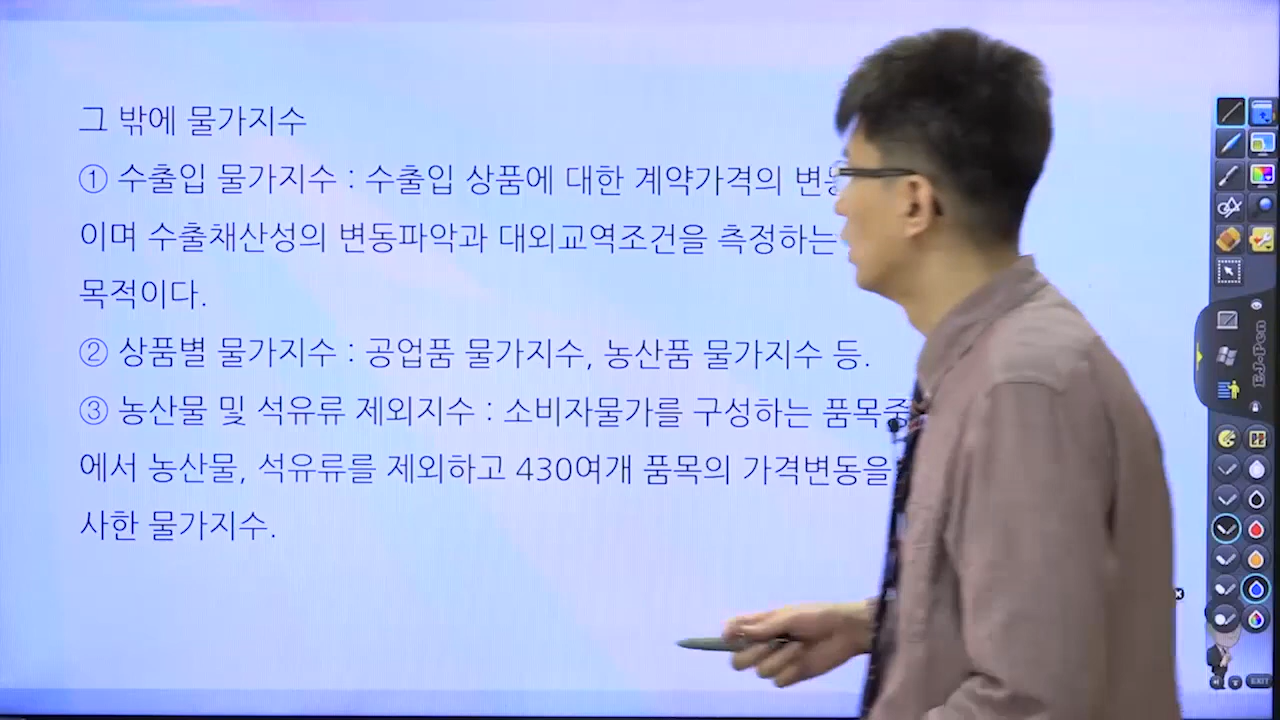 그 밖에 물가지수
① 수출입 물가지수 : 수출입 상품에 대한 계약가격의
이며 수출채산성의 변동파악과 대외교역조건을 측정하는
목적이다.
② 상품별 물가지수 : 공업품 물가지수, 농산품 물가지수 등.
③ 농산물 및 석유류 제외지수 : 소비자물가를 구성하는 품목중
에서 농산물, 석유류를 제외하고 430여개 품목의 가격변동을
사한 물가지수.
EJ-Pen
EXIT